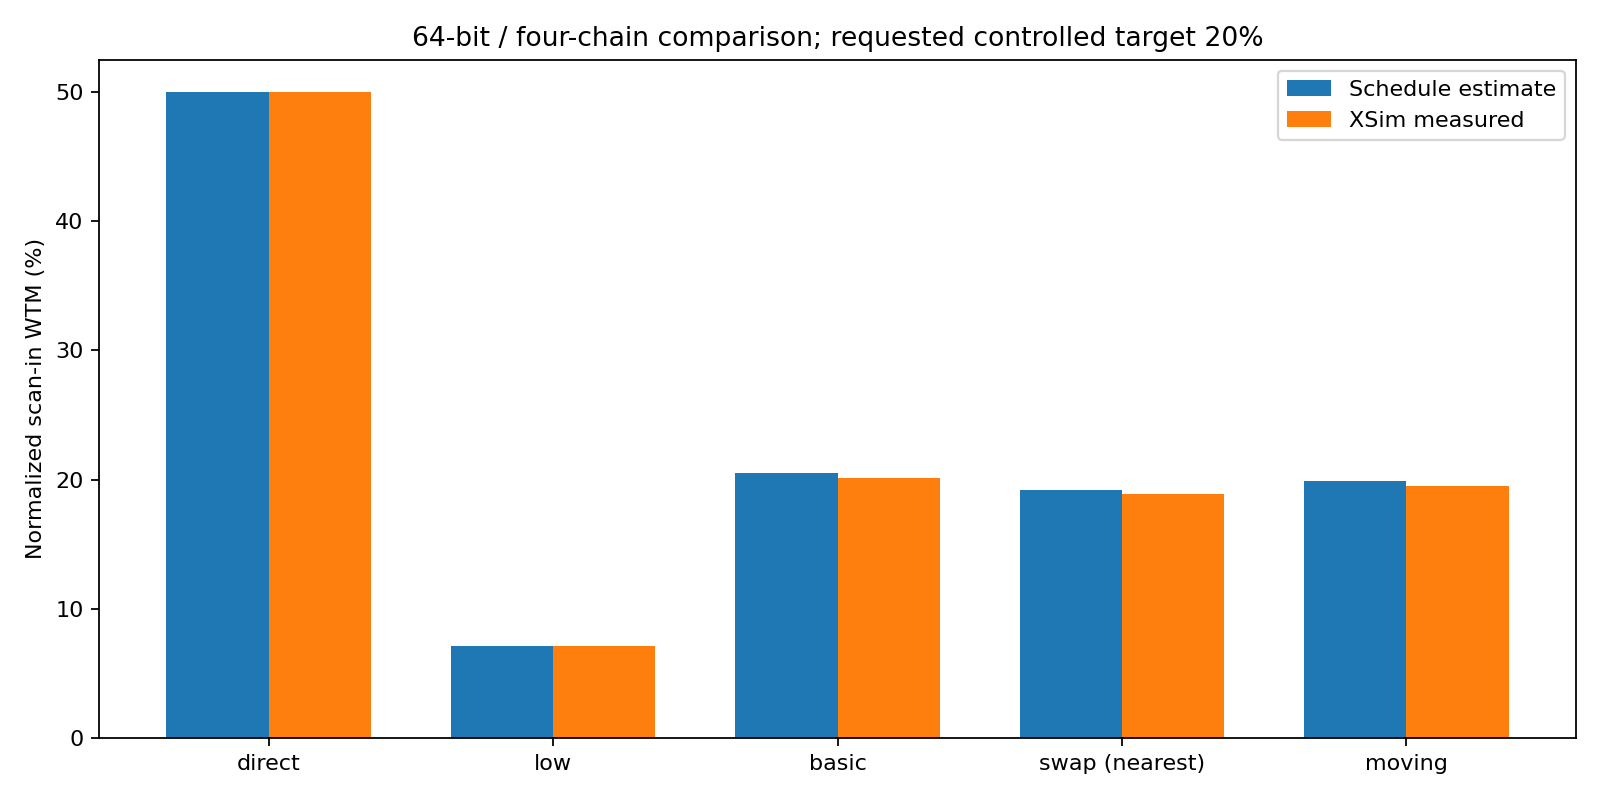 64-bit / four-chain comparison; requested controlled target 20%
Schedule estimate
XSim measured
Normalized scan-in WTM (%)
50
40
30
20
10
0
direct
low
basic
swap (nearest)
moving